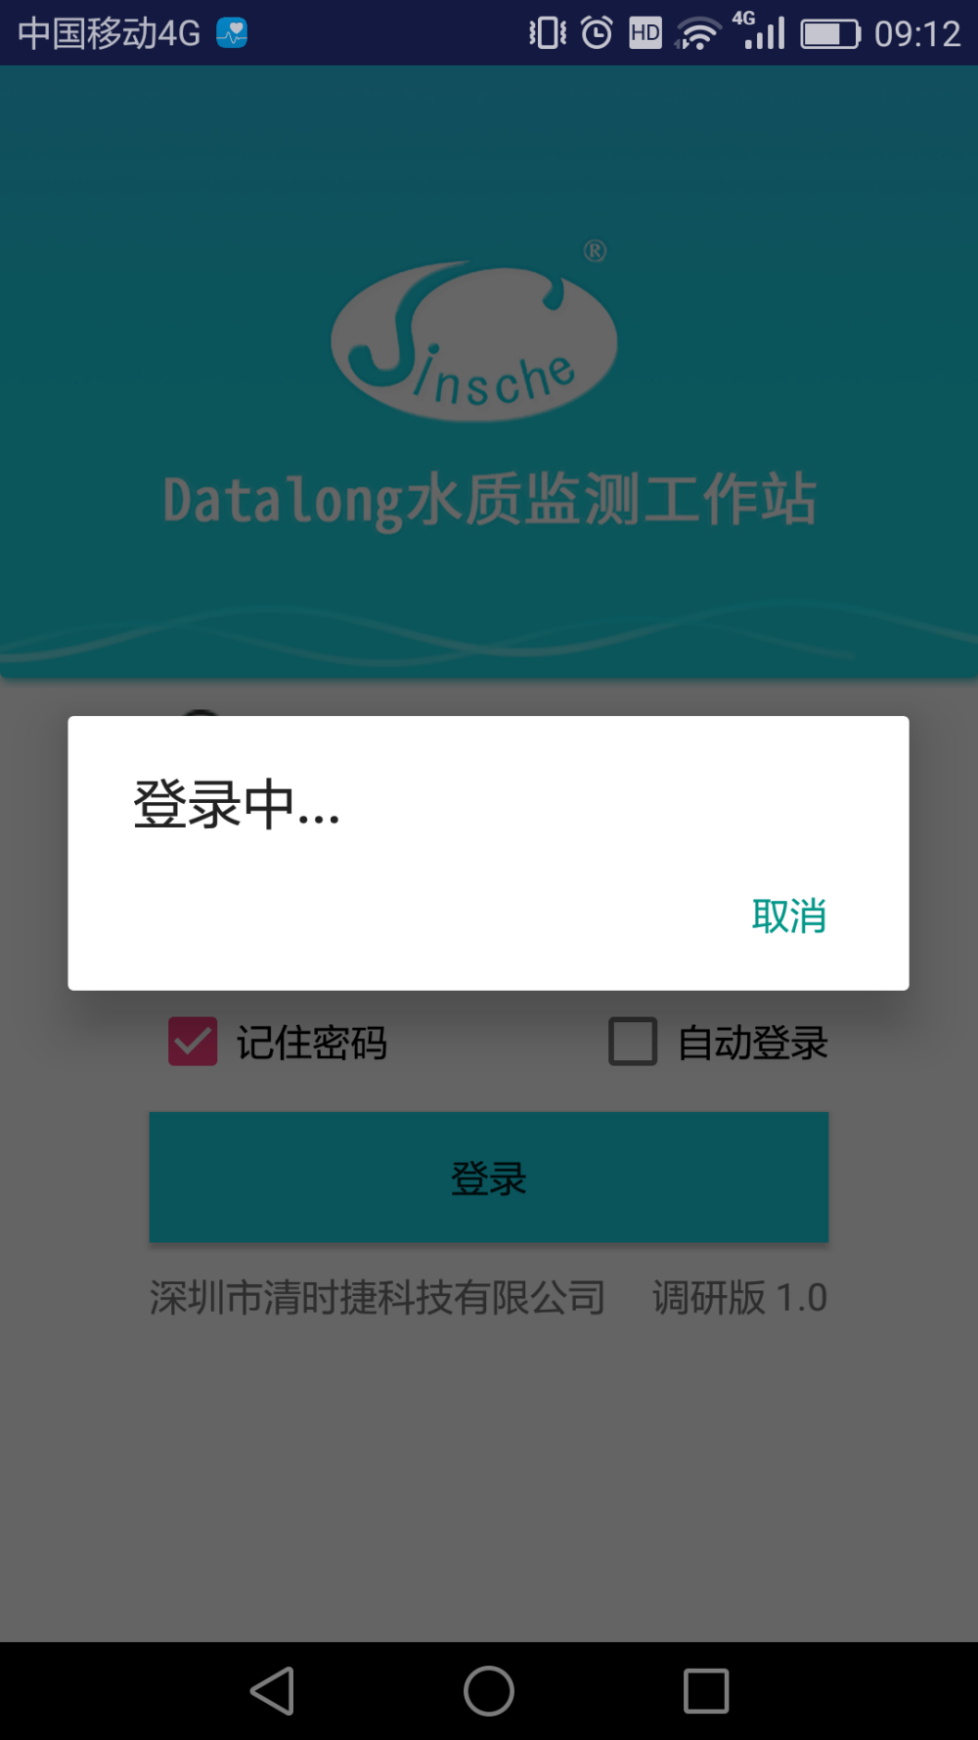 中国移动4G HD 4G 09:12
®
Sinsche
Datalong水质监测工作站
登录中...
取消
记住密码 自动登录
登录
深圳市清时捷科技有限公司 调研版 1.0